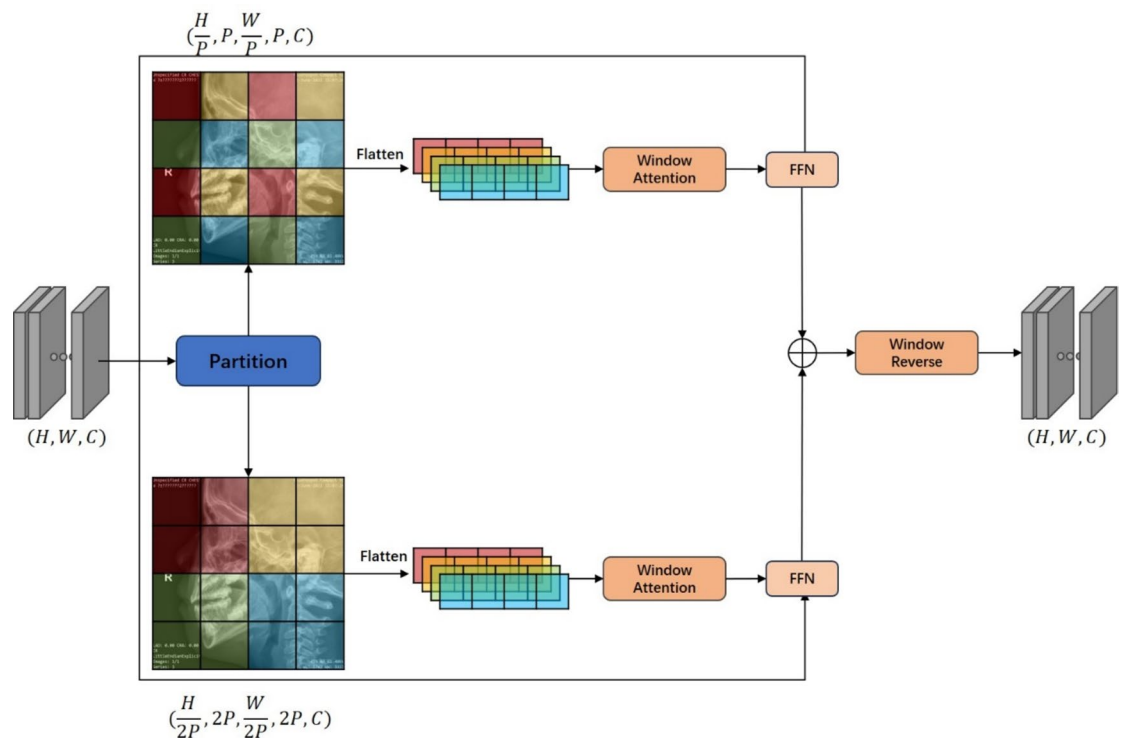 (H/P, P, W/P, P, C)
R
Flatten
Window
Attention
FFN
Partition
Window
Reverse
(H, W, C)
(H, W, C)
R
Flatten
Window
Attention
FFN
(H/2P, 2P, W/2P, 2P, C)